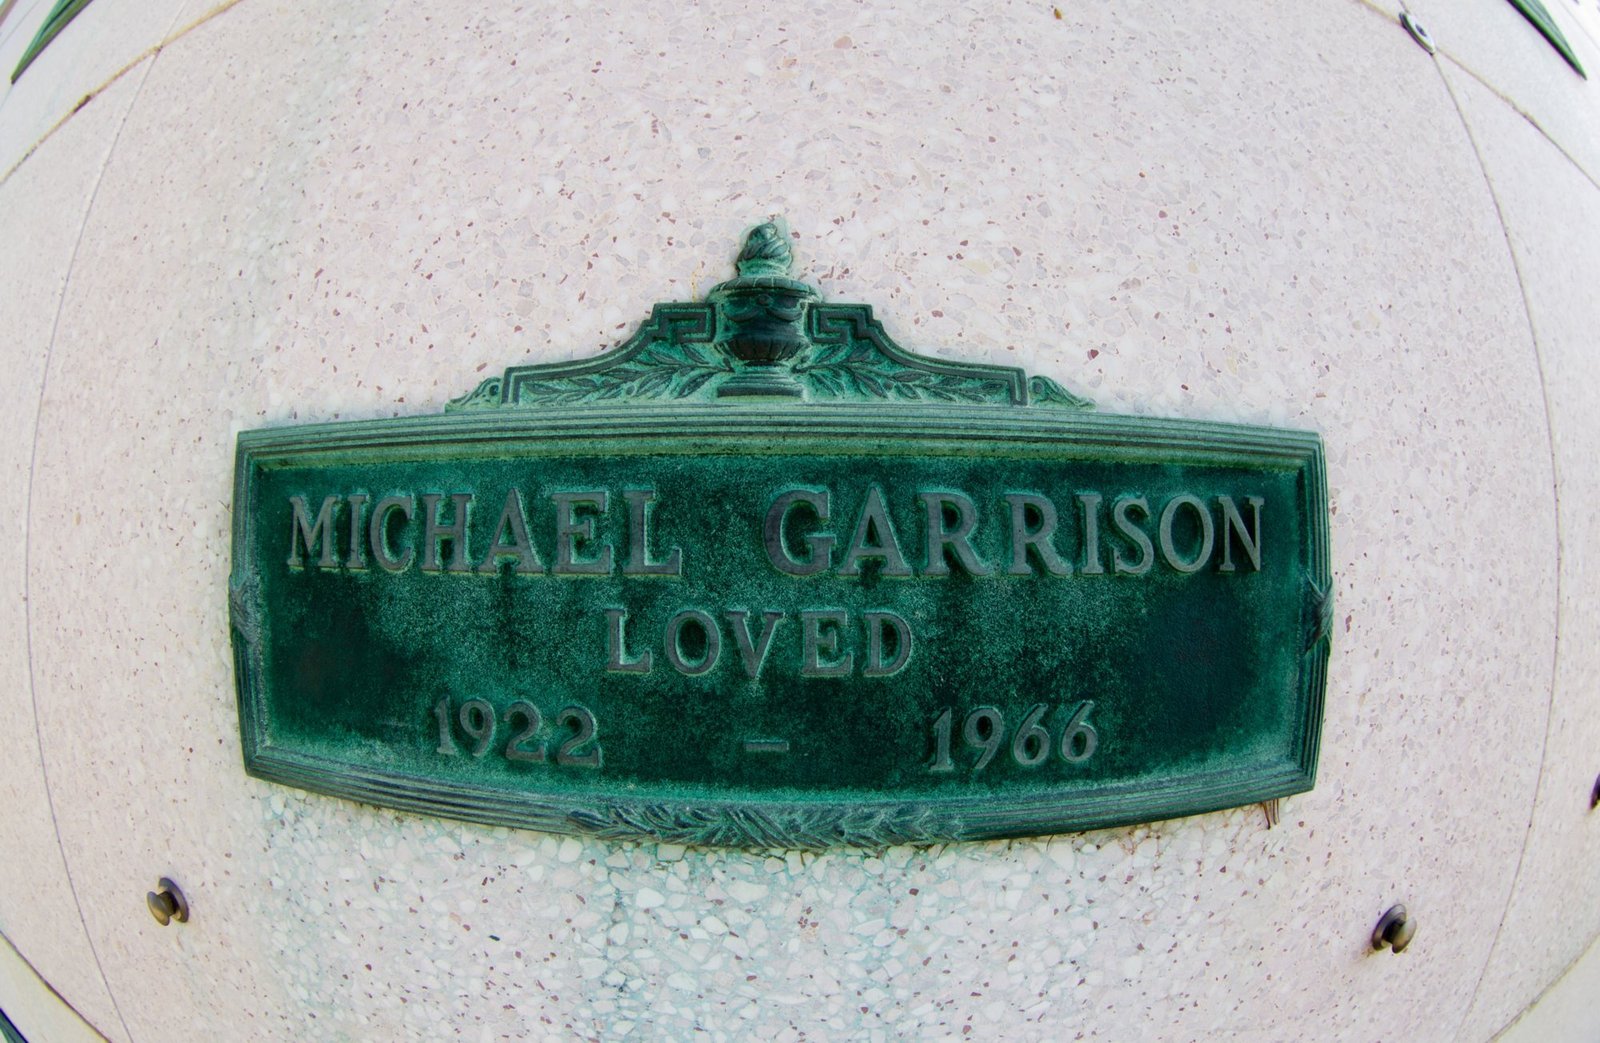 MICHAEL GARRISON
LOVED
1922 – 1966